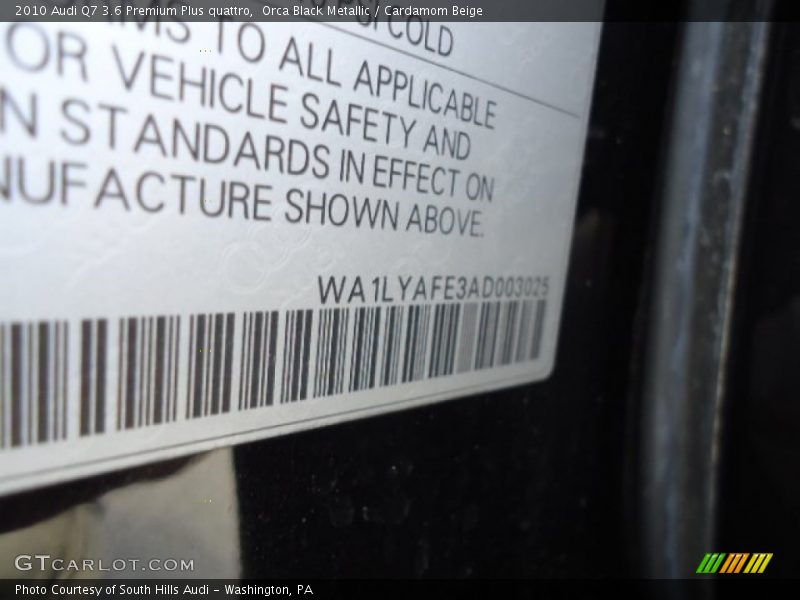 2010 Audi Q7 3.6 Premium Plus quattro, Orca Black Metallic / Cardamom Beige
PSI/COLD
TO ALL APPLICABLE
OR VEHICLE SAFETY AND
N STANDARDS IN EFFECT ON
NUFACTURE SHOWN ABOVE.
WA1LYAFE3AD003025
GTCARLOT.COM
Photo Courtesy of South Hills Audi - Washington, PA